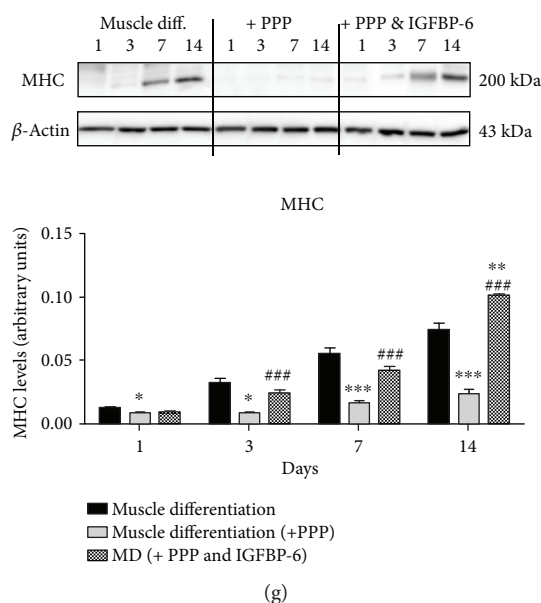 Muscle diff. + PPP + PPP & IGFBP-6
1 3 7 14 1 3 7 14 1 3 7 14
MHC 200 kDa
β-Actin 43 kDa
MHC
MHC levels (arbitrary units)
0.15
0.10
0.05
0.00
* * ### *** ### *** ** ###
1 3 7 14
Days
Muscle differentiation
Muscle differentiation (+PPP)
MD (+ PPP and IGFBP-6)
(g)